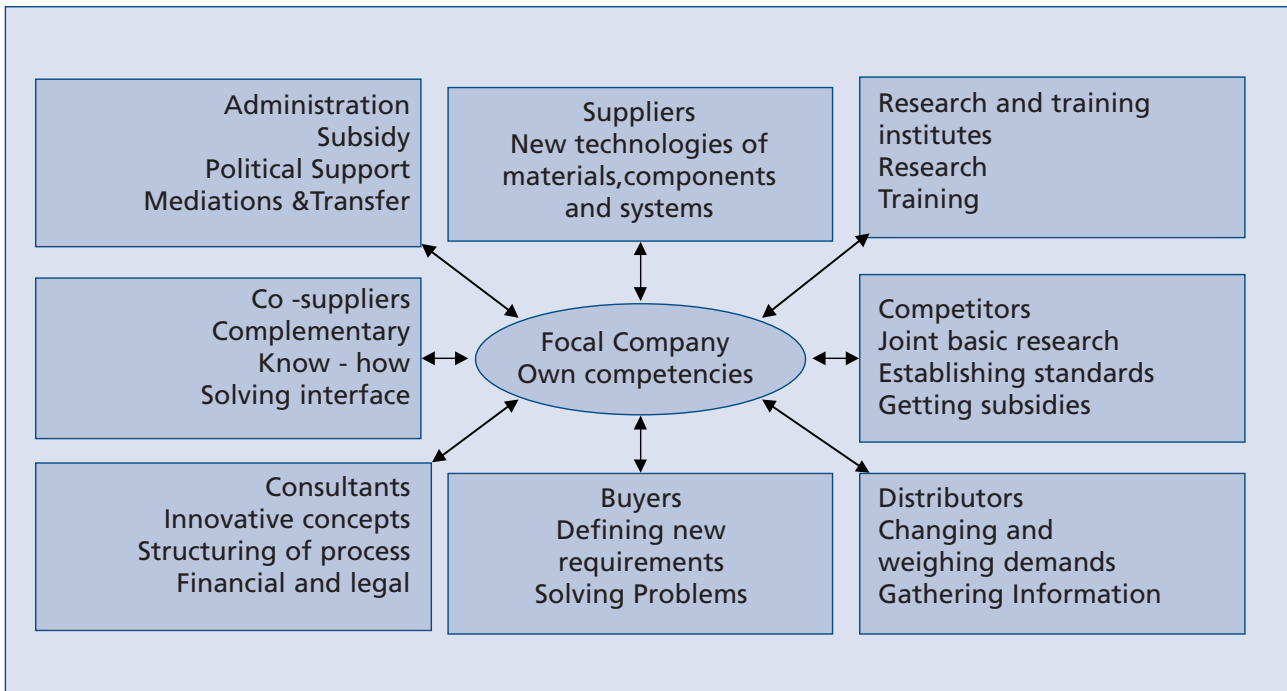 Administration
Subsidy
Political Support
Mediations &Transfer
Suppliers
New technologies of
materials,components
and systems
Research and training
institutes
Research
Training
Co -suppliers
Complementary
Know - how
Solving interface
Focal Company
Own competencies
Competitors
Joint basic research
Establishing standards
Getting subsidies
Consultants
Innovative concepts
Structuring of process
Financial and legal
Buyers
Defining new
requirements
Solving Problems
Distributors
Changing and
weighing demands
Gathering Information